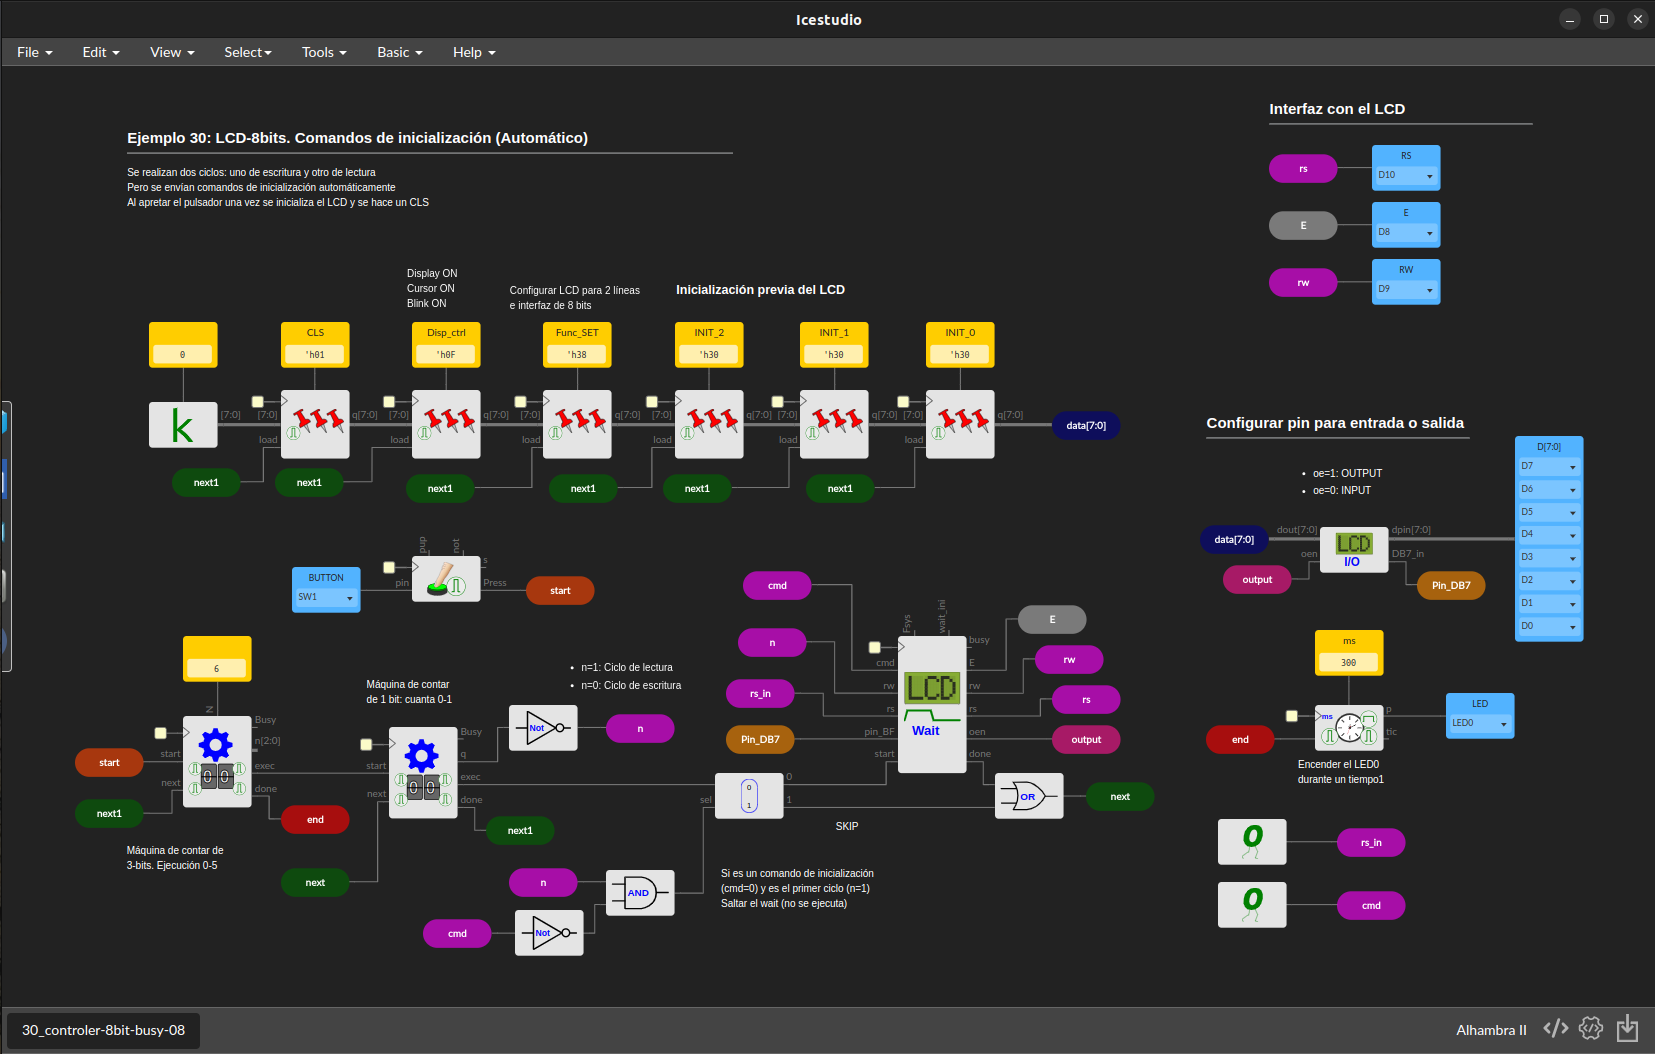 Icestudio
File
Edit
View
Select
Tools
Basic
Help
Ejemplo 30: LCD-8bits. Comandos de inicialización (Automático)
Se realizan dos ciclos: uno de escritura y otro de lectura
Pero se envían comandos de inicialización automáticamente
Al apretar el pulsador una vez se inicializa el LCD y se hace un CLS
Interfaz con el LCD
rs
RS
D10
E
E
D8
rw
RW
D9
Display ON
Cursor ON
Blink ON
Configurar LCD para 2 líneas
e interfaz de 8 bits
Inicialización previa del LCD
0
CLS
'h01
Disp_ctrl
'h0F
Func_SET
'h38
INIT_2
'h30
INIT_1
'h30
INIT_0
'h30
k
[7:0]
[7:0]
load
q[7:0]
[7:0]
load
q[7:0]
[7:0]
load
q[7:0]
[7:0]
load
q[7:0]
[7:0]
load
q[7:0]
[7:0]
load
q[7:0]
data[7:0]
next1
next1
next1
next1
next1
next1
Configurar pin para entrada o salida
• oe=1: OUTPUT
• oe=0: INPUT
data[7:0]
dout[7:0]
oen
output
LCD
I/O
dpin[7:0]
DB7_in
Pin_DB7
D[7:0]
D7
D6
D5
D4
D3
D2
D1
D0
BUTTON
SW1
pup
not
pin
s
Press
start
6
N
start
next
Busy
n[2:0]
exec
done
0 0
start
next1
end
Máquina de contar de
3-bits. Ejecución 0-5
Máquina de contar
de 1 bit: cuanta 0-1
start
next
Busy
q
exec
done
0 0
next1
next
• n=1: Ciclo de lectura
• n=0: Ciclo de escritura
Not
n
n
cmd
Not
AND
cmd
n
rs_in
Pin_DB7
Fsys
wait_ini
cmd
rw
rs
pin_BF
start
LCD
Wait
busy
E
rw
rs
oen
done
E
rw
rs
output
sel
0
1
0
1
SKIP
OR
next
Si es un comando de inicialización
(cmd=0) y es el primer ciclo (n=1)
Saltar el wait (no se ejecuta)
ms
300
end
ms
p
tic
LED
LED0
Encender el LED0
durante un tiempo1
0
rs_in
0
cmd
30_controler-8bit-busy-08
Alhambra II